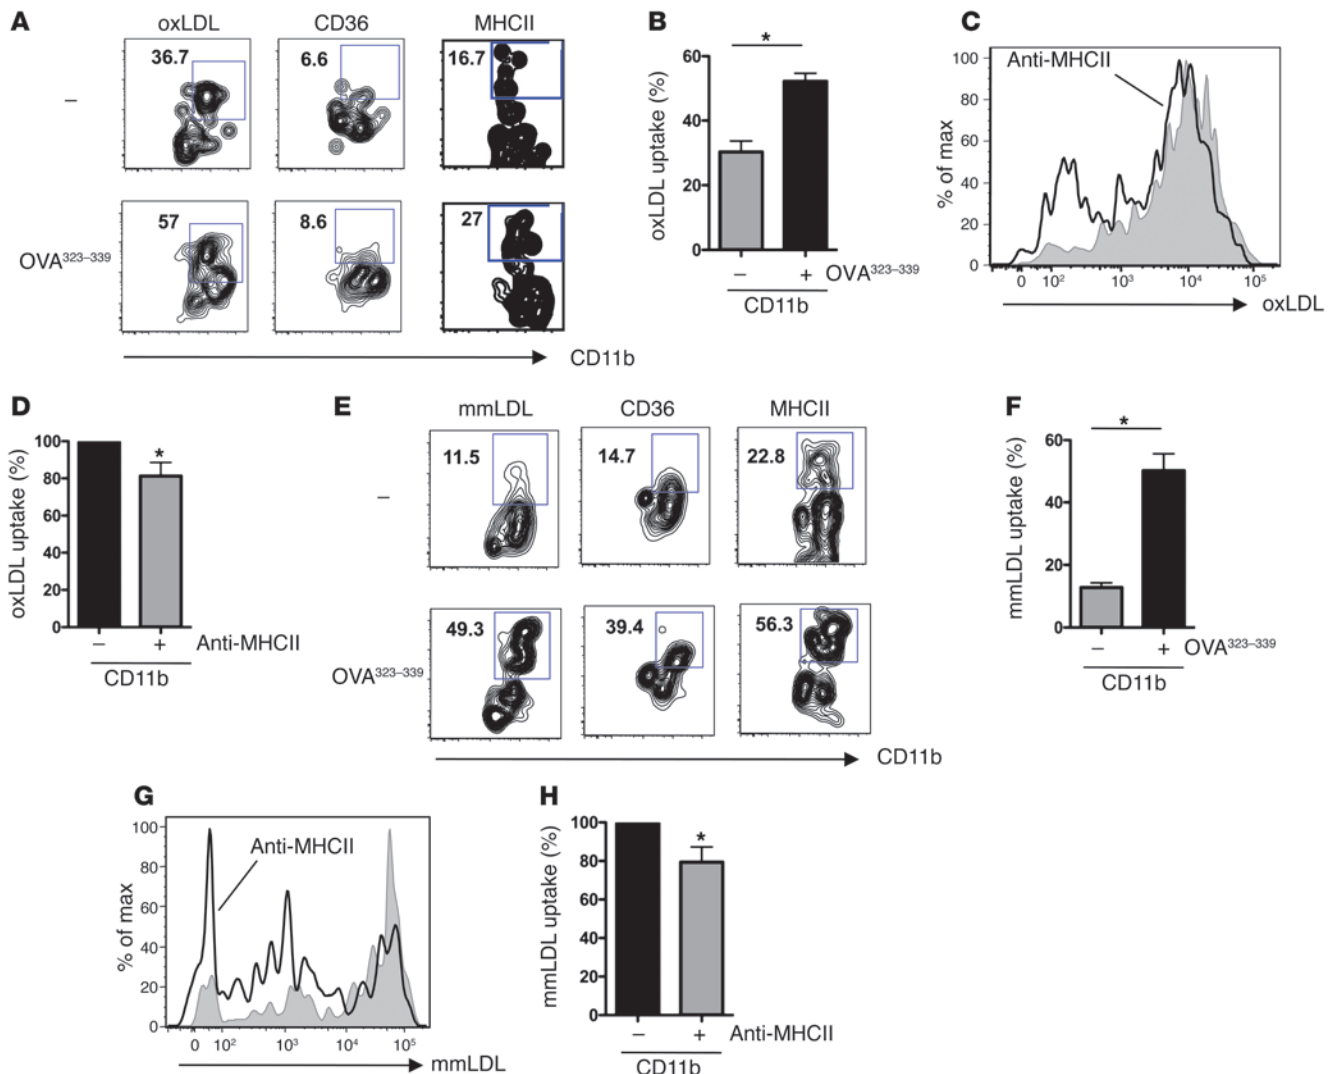 A
oxLDL CD36 MHCII
– 36.7 6.6 16.7
OVA³²³⁻³³⁹ 57 8.6 27
CD11b
B
oxLDL uptake (%)
60
40
20
0
*
– + OVA³²³⁻³³⁹
CD11b
C
% of max
100
80
60
40
20
0
Anti-MHCII
0 10² 10³ 10⁴ 10⁵
oxLDL
D
oxLDL uptake (%)
100
80
60
40
20
0
*
– + Anti-MHCII
CD11b
E
mmLDL CD36 MHCII
– 11.5 14.7 22.8
OVA³²³⁻³³⁹ 49.3 39.4 56.3
CD11b
F
mmLDL uptake (%)
60
40
20
0
*
– + OVA³²³⁻³³⁹
CD11b
G
% of max
100
80
60
40
20
0
Anti-MHCII
0 10² 10³ 10⁴ 10⁵
mmLDL
H
mmLDL uptake (%)
100
80
60
40
20
0
*
– + Anti-MHCII
CD11b